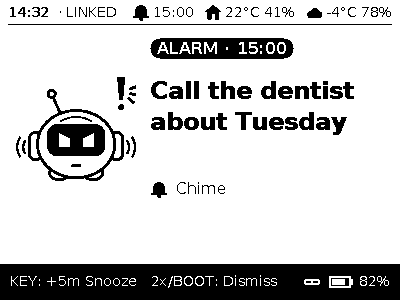 14:32 · LINKED 15:00 22°C 41% -4°C 78%
ALARM · 15:00
Call the dentist
about Tuesday
Chime
KEY: +5m Snooze 2x/BOOT: Dismiss 82%